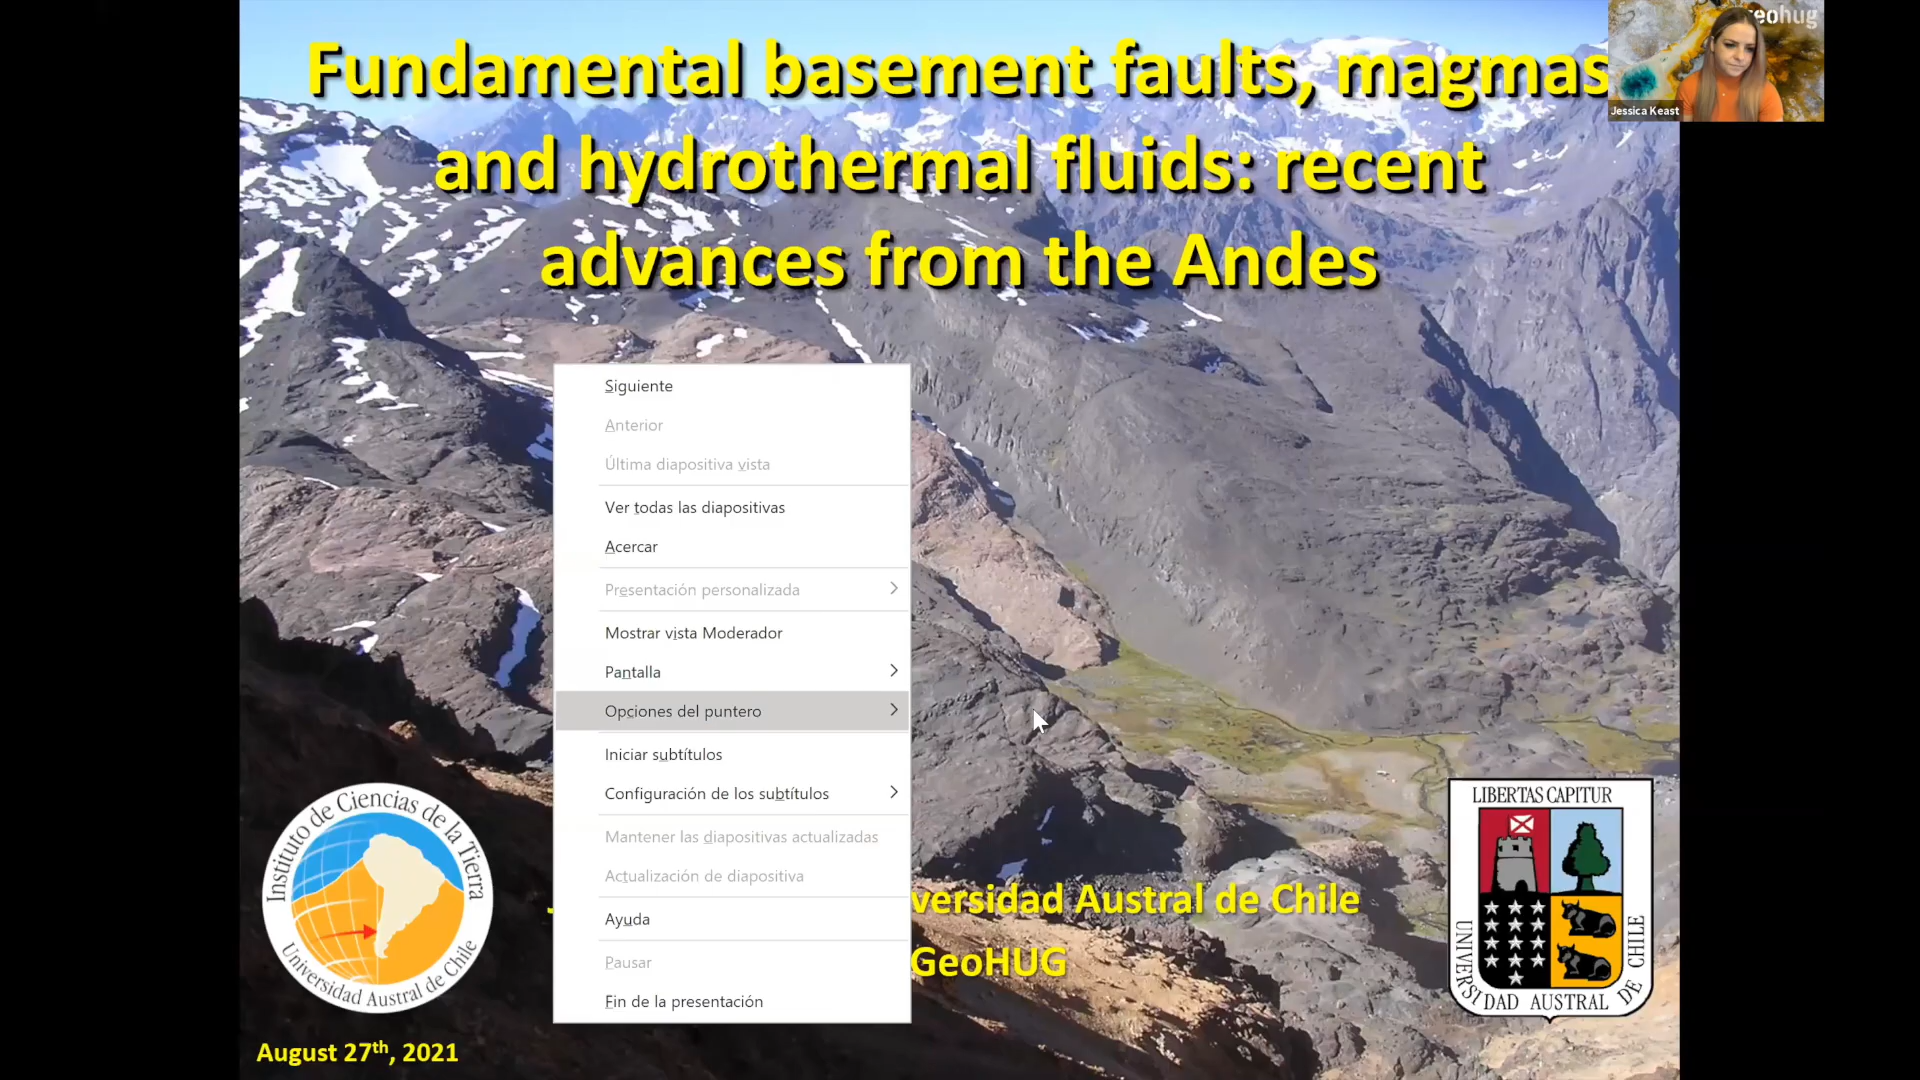 Fundamental basement faults, magmas
and hydrothermal fluids: recent
advances from the Andes
geohug
Jessica Keast
Siguiente
Anterior
Última diapositiva vista
Ver todas las diapositivas
Acercar
Presentación personalizada
Mostrar vista Moderador
Pantalla
Opciones del puntero
Iniciar subtítulos
Configuración de los subtítulos
Mantener las diapositivas actualizadas
Actualización de diapositiva
Ayuda
Pausar
Fin de la presentación
versidad Austral de Chile
GeoHUG
Instituto de Ciencias de la Tierra
Universidad Austral de Chile
LIBERTAS CAPITUR
UNIVERSIDAD AUSTRAL DE CHILE
August 27th, 2021